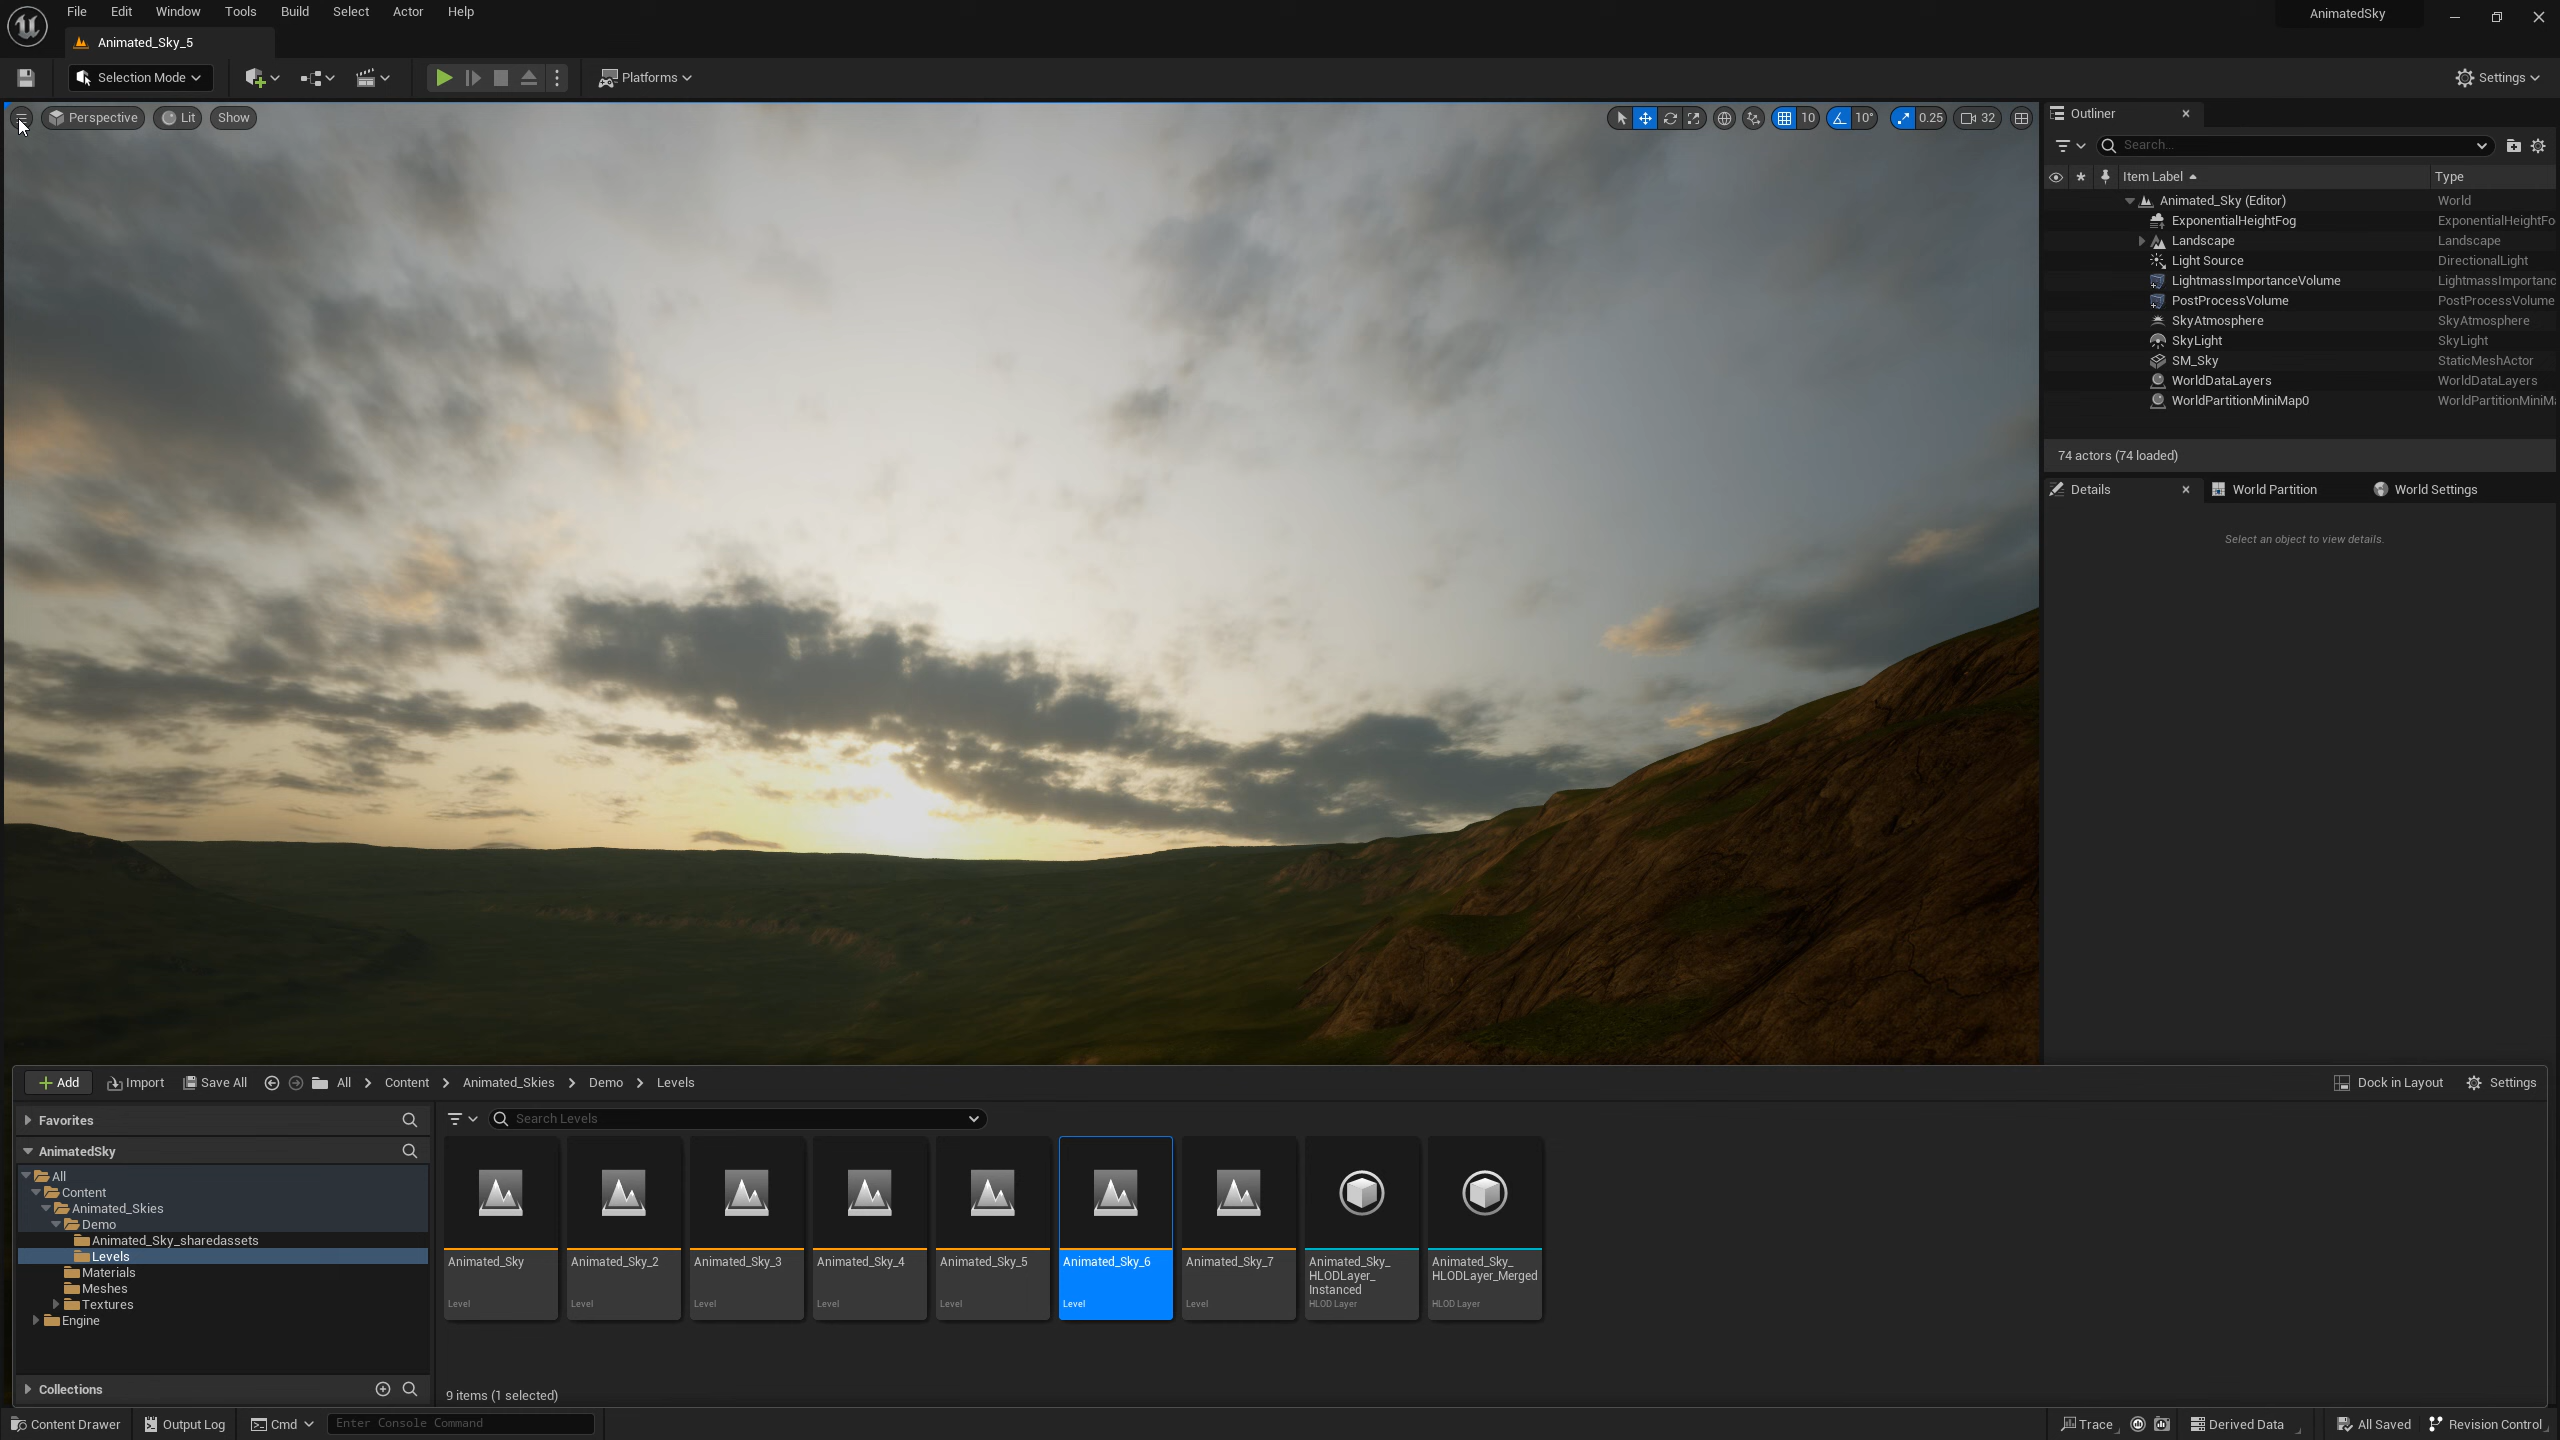 File Edit Window Tools Build Select Actor Help
AnimatedSky
Animated_Sky_5
Selection Mode
Platforms
Settings
Perspective Lit Show
10 10° 0.25 32
Outliner
Search...
Item Label Type
Animated_Sky (Editor) World
ExponentialHeightFog ExponentialHeightFo
Landscape Landscape
Light Source DirectionalLight
LightmassImportanceVolume LightmassImportanc
PostProcessVolume PostProcessVolume
SkyAtmosphere SkyAtmosphere
SkyLight SkyLight
SM_Sky StaticMeshActor
WorldDataLayers WorldDataLayers
WorldPartitionMiniMap0 WorldPartitionMiniMa
74 actors (74 loaded)
Details World Partition World Settings
Select an object to view details.
Add Import Save All All Content Animated_Skies Demo Levels Dock in Layout Settings
Favorites
AnimatedSky
All
Content
Animated_Skies
Demo
Animated_Sky_sharedassets
Levels
Materials
Meshes
Textures
Engine
Collections
Search Levels
Animated_Sky
Level
Animated_Sky_2
Level
Animated_Sky_3
Level
Animated_Sky_4
Level
Animated_Sky_5
Level
Animated_Sky_6
Level
Animated_Sky_7
Level
Animated_Sky_
HLODLayer_
Instanced
HLOD Layer
Animated_Sky_
HLODLayer_Merged
HLOD Layer
9 items (1 selected)
Content Drawer Output Log Cmd Enter Console Command Trace Derived Data All Saved Revision Control